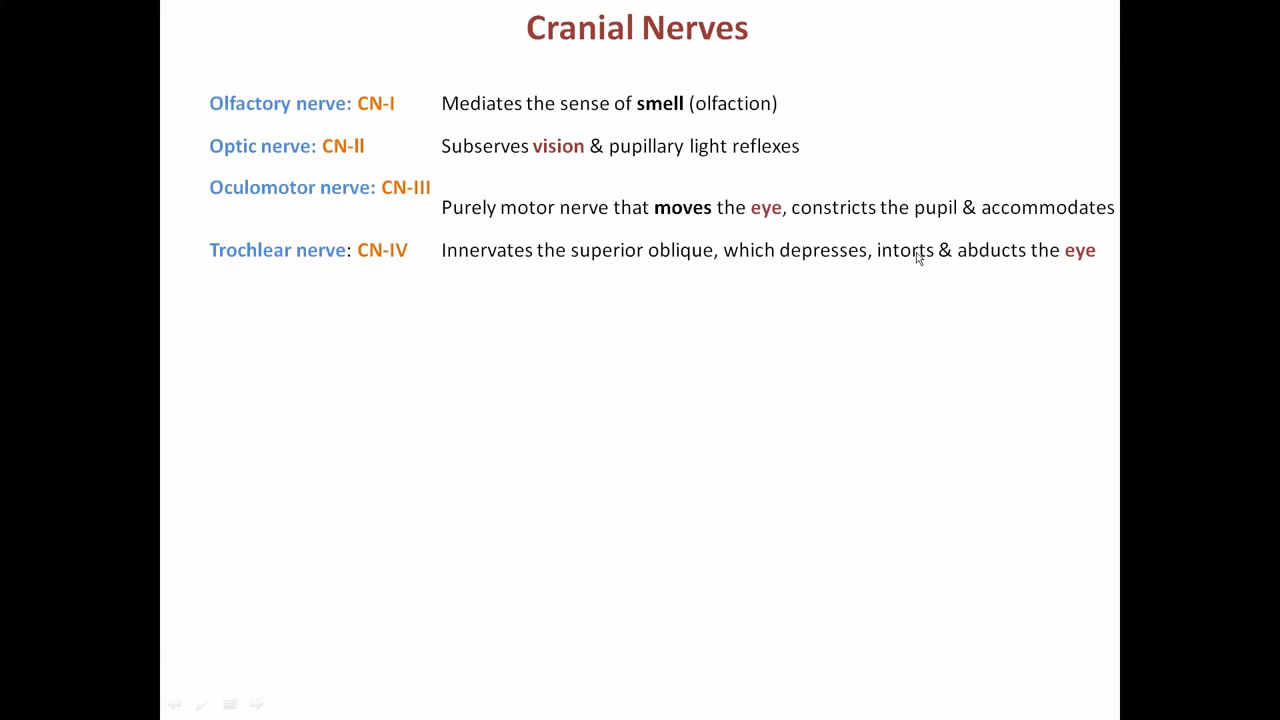 Cranial Nerves
Olfactory nerve: CN-I Mediates the sense of smell (olfaction)
Optic nerve: CN-ll Subserves vision & pupillary light reflexes
Oculomotor nerve: CN-III
Purely motor nerve that moves the eye, constricts the pupil & accommodates
Trochlear nerve: CN-IV Innervates the superior oblique, which depresses, intorts & abducts the eye